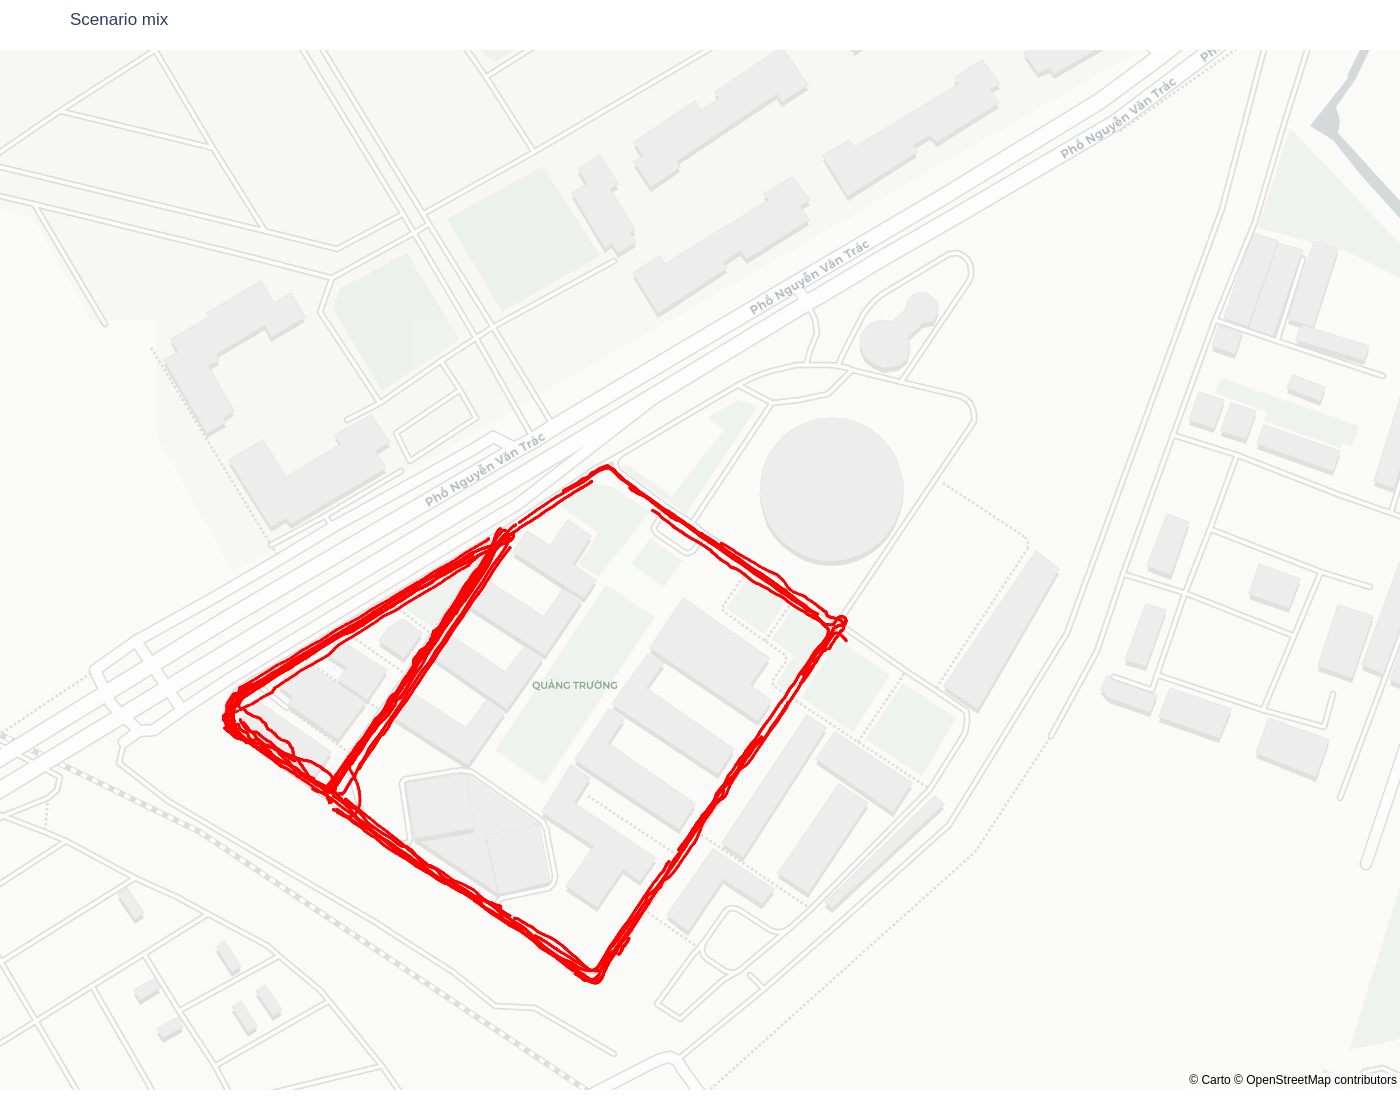 Scenario mix
Phố Nguyễn Văn Trác
Phố Nguyễn Văn Trác
Phố Nguyễn Văn Trác
QUẢNG TRƯỜNG
© Carto © OpenStreetMap contributors